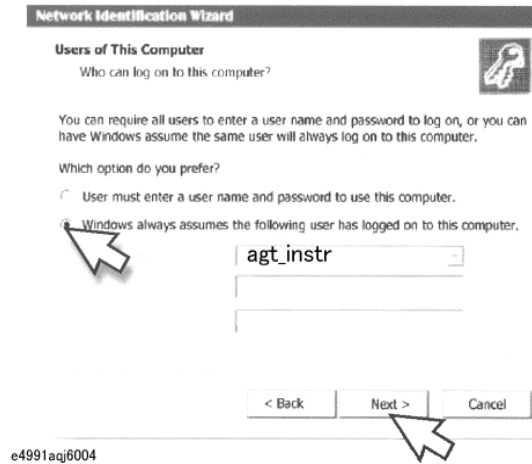 Network Identification Wizard
Users of This Computer
Who can log on to this computer?
You can require all users to enter a user name and password to log on, or you can
have Windows assume the same user will always log on to this computer.
Which option do you prefer?
User must enter a user name and password to use this computer.
Windows always assumes the following user has logged on to this computer.
agt_instr
< Back
Next >
Cancel
e4991aqj6004